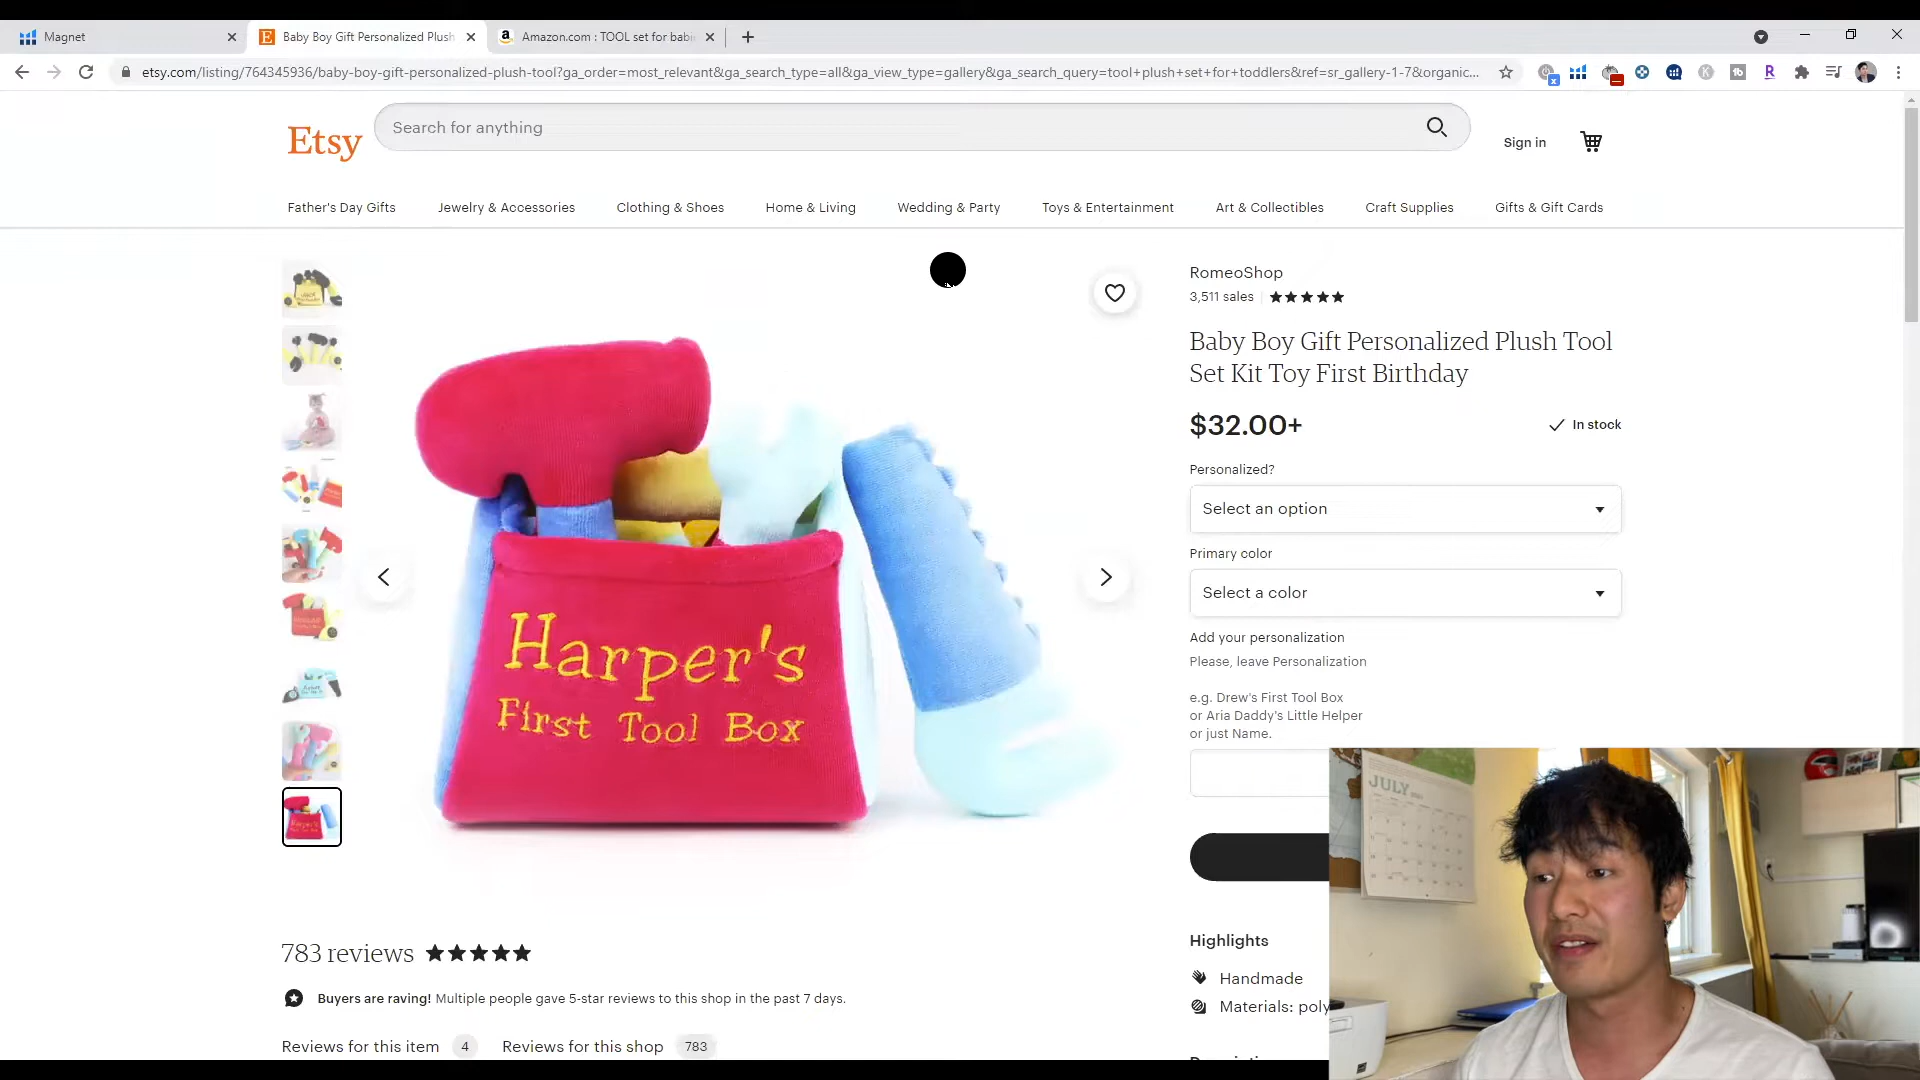 Magnet
Baby Boy Gift Personalized Plush
Amazon.com : TOOL set for babi
etsy.com/listing/764345936/baby-boy-gift-personalized-plush-tool?ga_order=most_relevant&ga_search_type=all&ga_view_type=gallery&ga_search_query=tool+plush+set+for+toddlers&ref=sr_gallery-1-7&organic...
Etsy
Search for anything
Sign in
Father's Day Gifts
Jewelry & Accessories
Clothing & Shoes
Home & Living
Wedding & Party
Toys & Entertainment
Art & Collectibles
Craft Supplies
Gifts & Gift Cards
RomeoShop
3,511 sales
Baby Boy Gift Personalized Plush Tool
Set Kit Toy First Birthday
$32.00+
In stock
Personalized?
Select an option
Primary color
Select a color
Add your personalization
Please, leave Personalization
e.g. Drew's First Tool Box
or Aria Daddy's Little Helper
or just Name.
Harper's
First Tool Box
JULY
783 reviews
Buyers are raving! Multiple people gave 5-star reviews to this shop in the past 7 days.
Reviews for this item 4
Reviews for this shop 783
Highlights
Handmade
Materials: poly